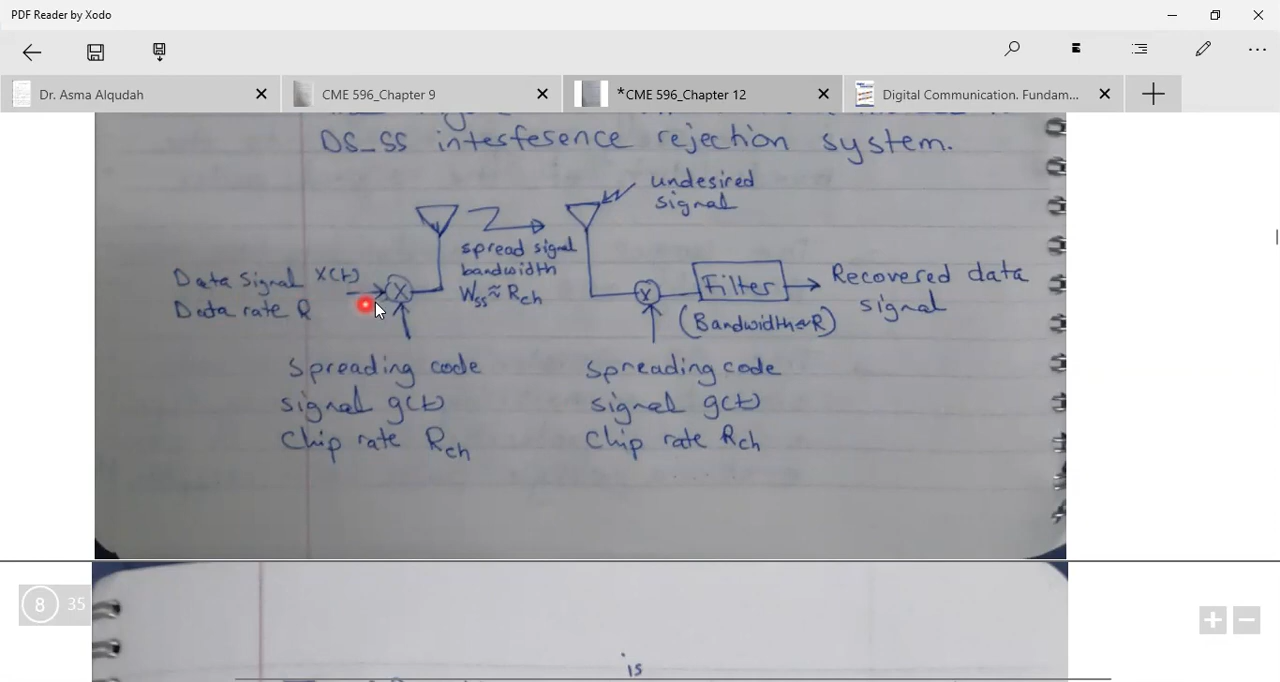 PDF Reader by Xodo
Dr. Asma Alqudah
CME 596_Chapter 9
*CME 596_Chapter 12
Digital Communication. Fundam...
DS_SS interference rejection system.
undesired
signal
spread signal
bandwidth
Wss ≈ Rch
Data Signal X(t)
Data rate R
X
X
Filter
(Bandwidth≈R)
Recovered data
signal
Spreading code
signal g(t)
Chip rate Rch
Spreading code
signal g(t)
Chip rate Rch
8 35
is